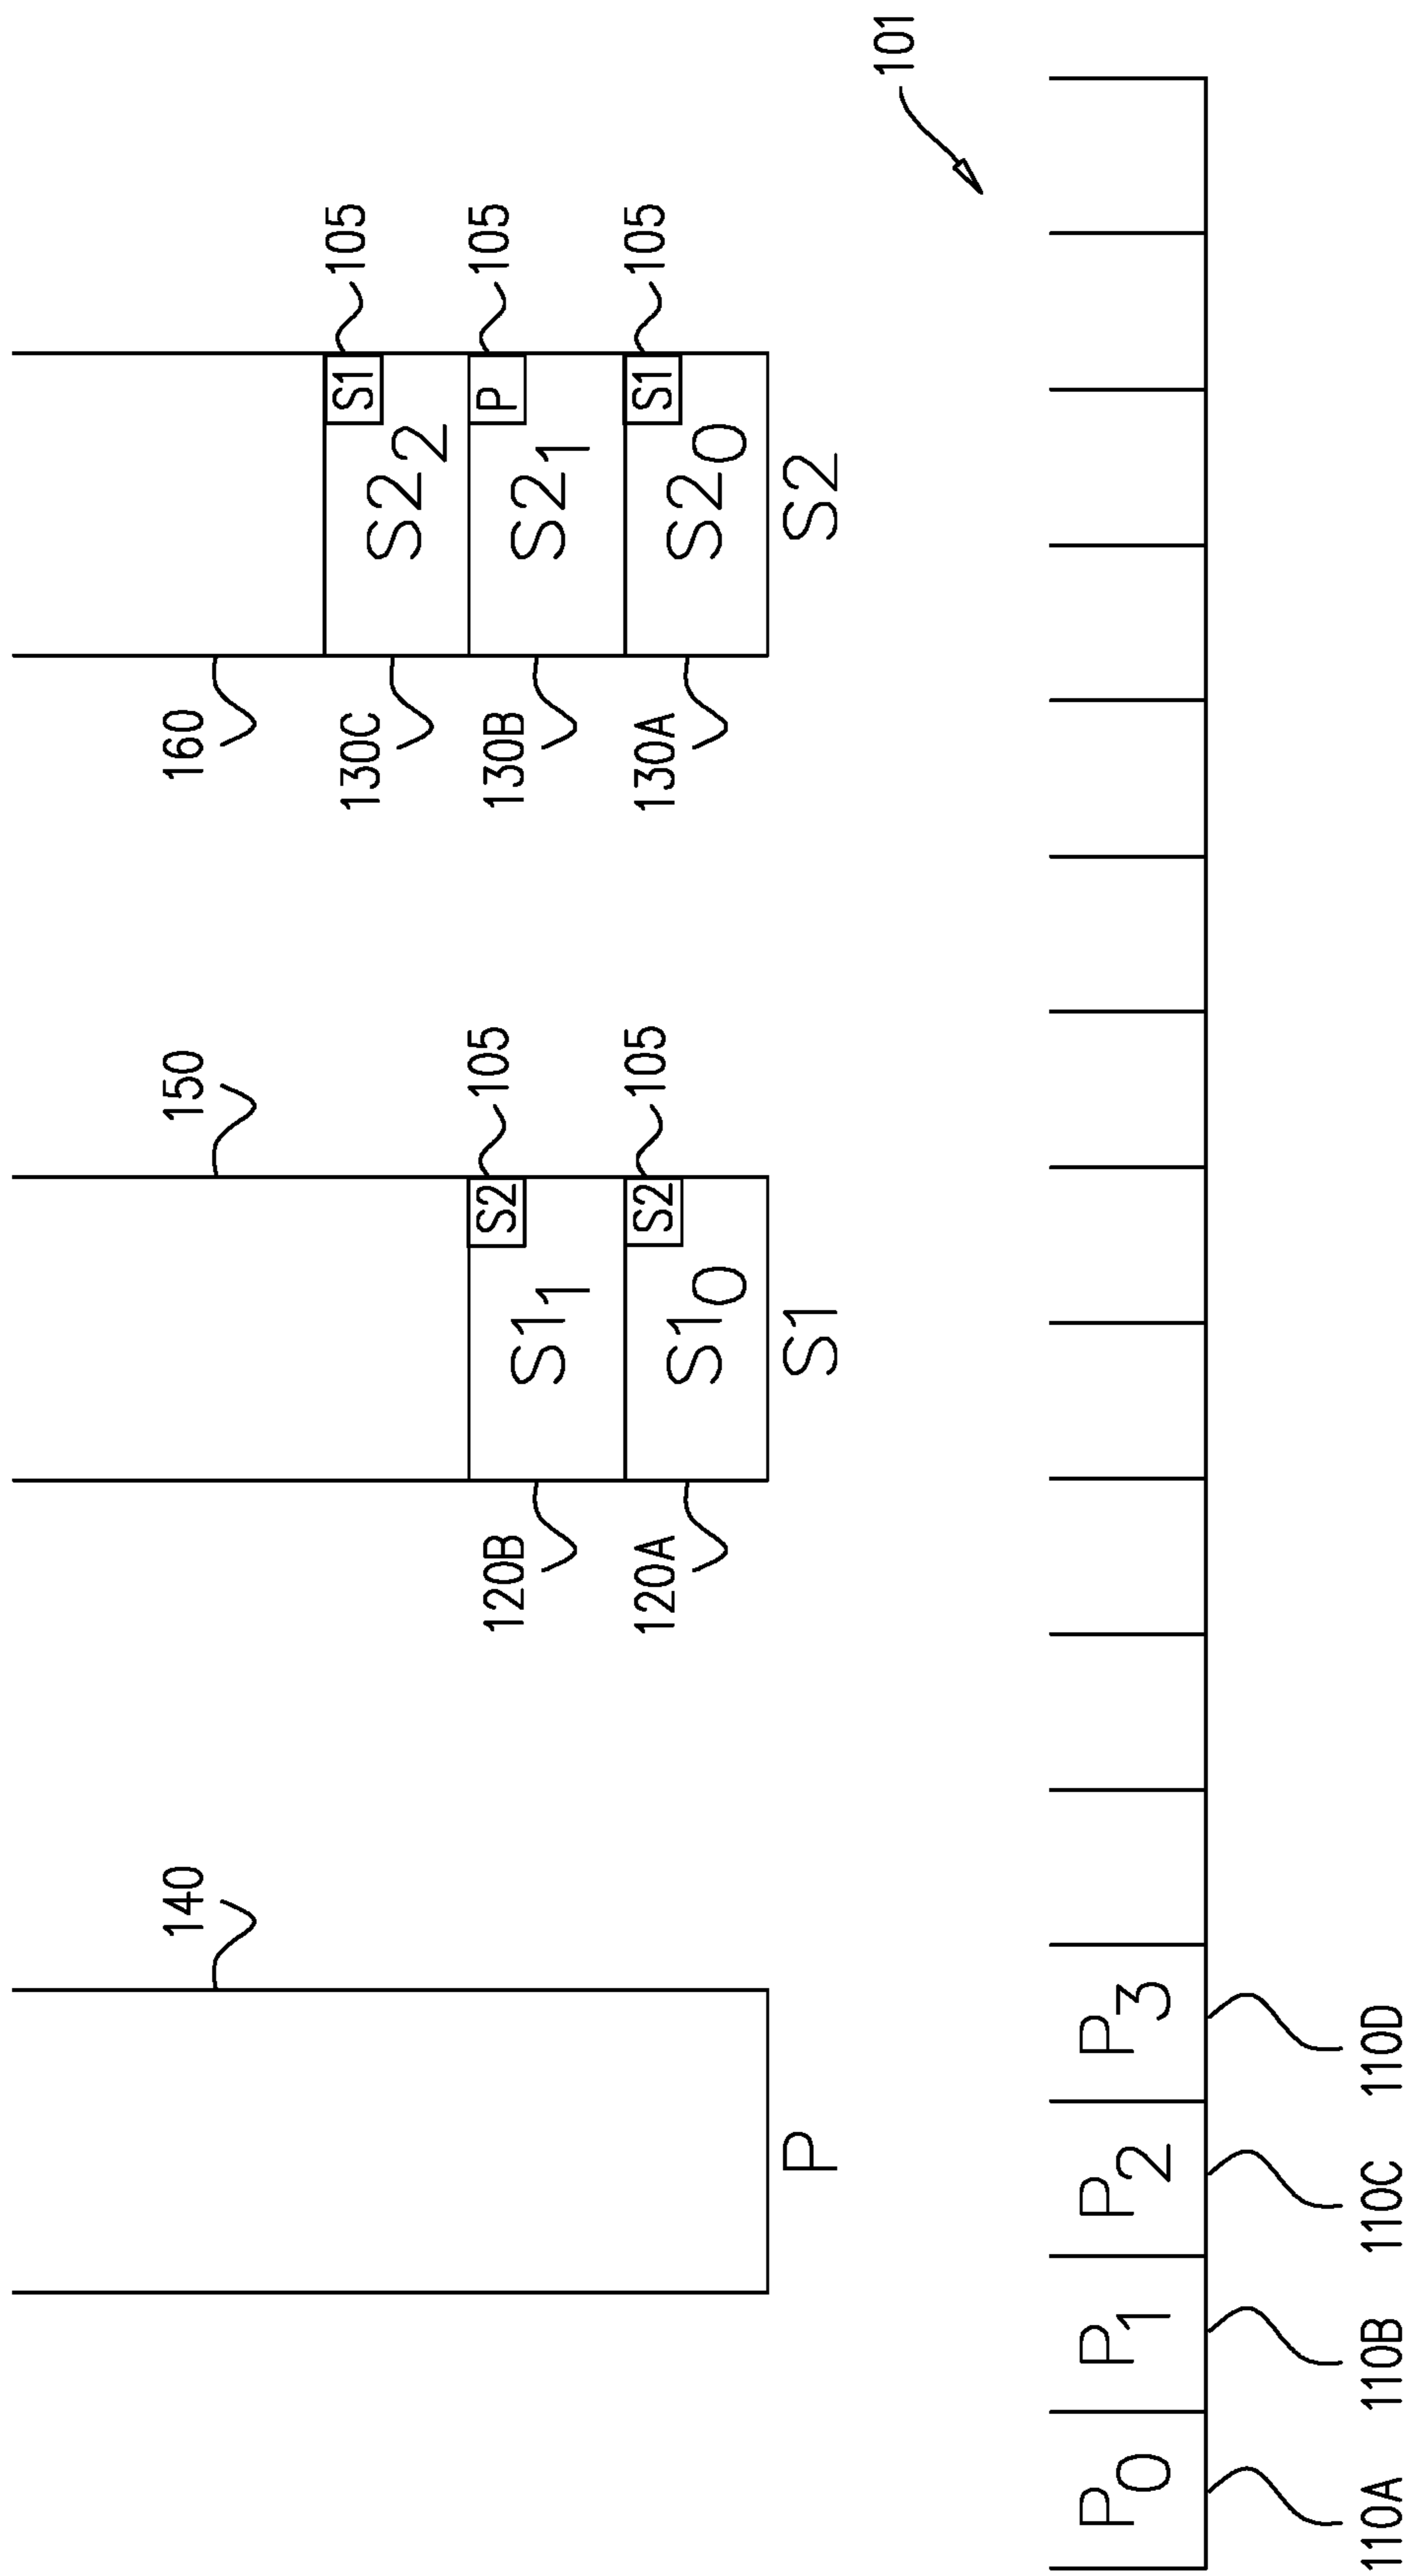 140 150 160
130C S2₂ S1 105
120B S1₁ S2 105 130B S2₁ P 105
120A S1₀ S2 105 130A S2₀ S1 105
P S1 S2
101
P₀ P₁ P₂ P₃
110A 110B 110C 110D